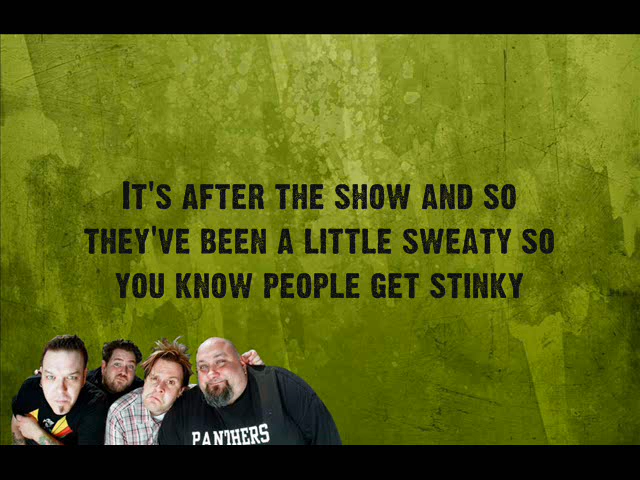 It's after the show and so
they've been a little sweaty so
you know people get stinky
PANTHERS